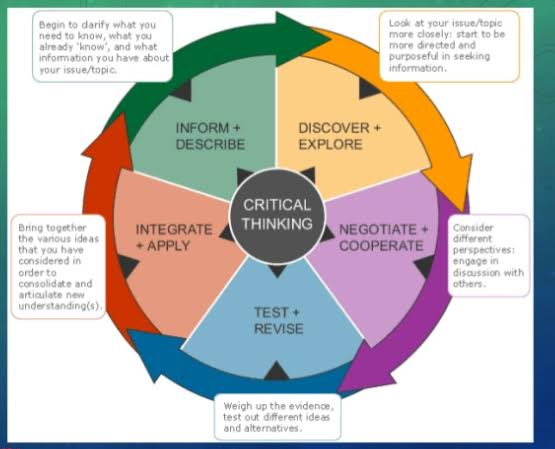 Begin to clarify what you
need to know, what you
already 'know', and what
information you have about
your issue/topic.
Look at your issue/topic
more closely: start to be
more directed and
purposeful in seeking
information.
INFORM +
DESCRIBE
DISCOVER +
EXPLORE
CRITICAL
THINKING
INTEGRATE
+ APPLY
NEGOTIATE +
COOPERATE
TEST +
REVISE
Bring together
the various ideas
that you have
considered in
order to
consolidate and
articulate new
understanding(s).
Consider
different
perspectives:
engage in
discussion with
others.
Weigh up the evidence,
test out different ideas
and alternatives.